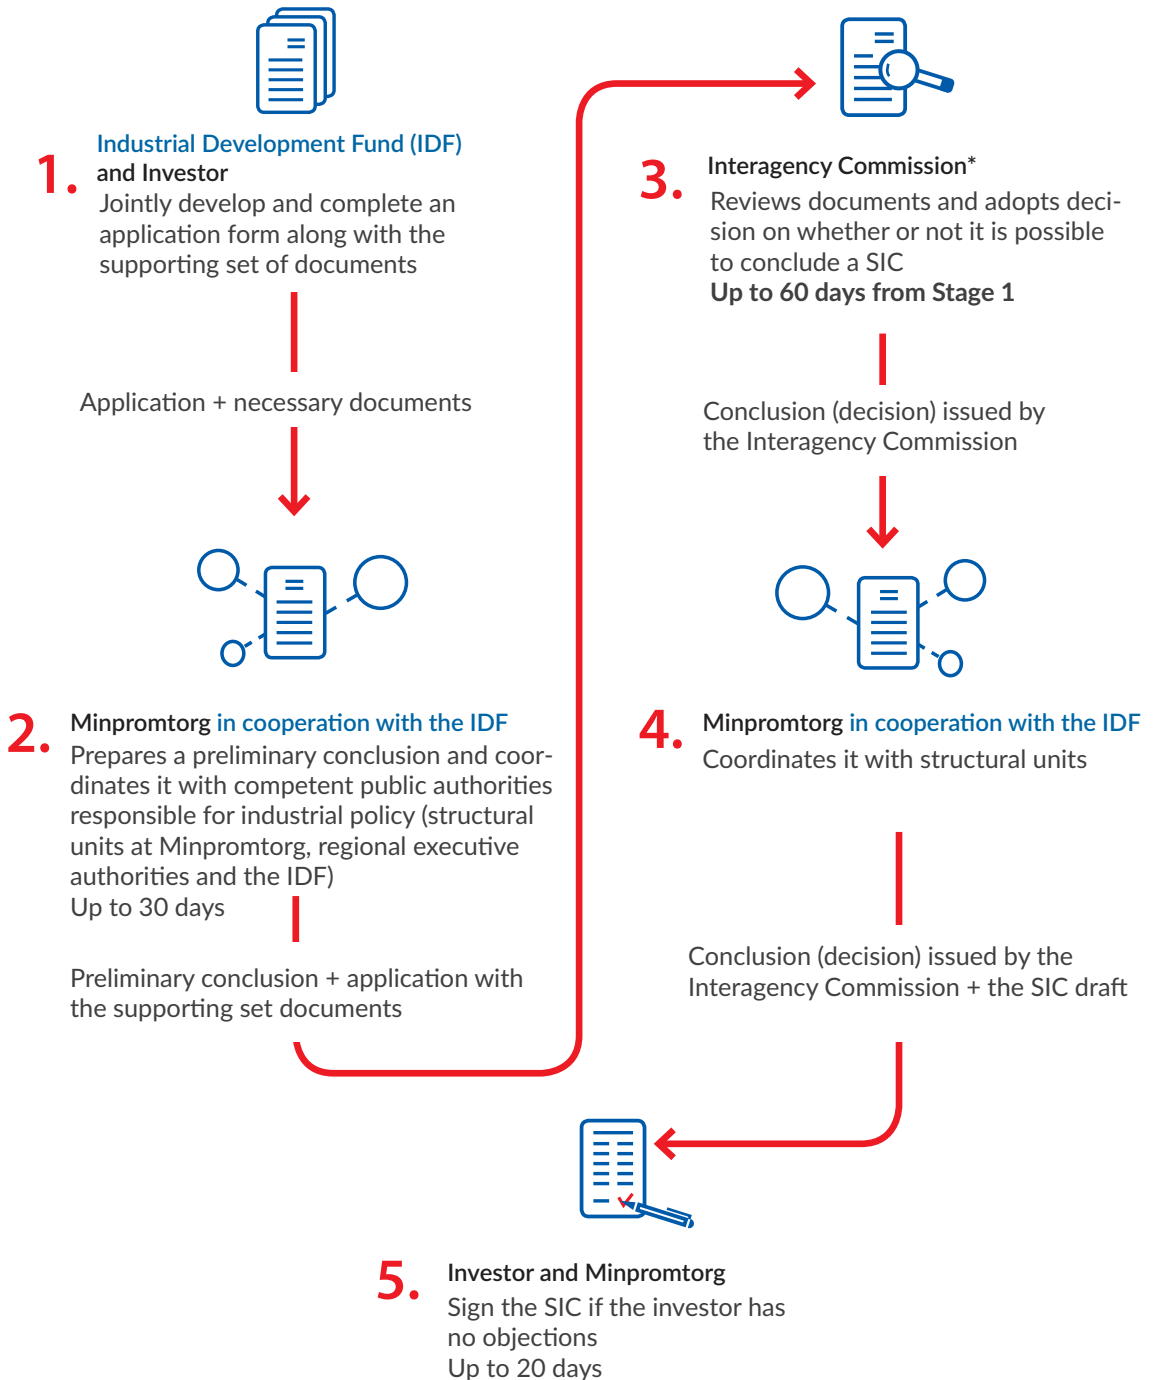 1.
Industrial Development Fund (IDF)
and Investor
Jointly develop and complete an
application form along with the
supporting set of documents
Application + necessary documents
2.
Minpromtorg in cooperation with the IDF
Prepares a preliminary conclusion and coor-
dinates it with competent public authorities
responsible for industrial policy (structural
units at Minpromtorg, regional executive
authorities and the IDF)
Up to 30 days
Preliminary conclusion + application with
the supporting set documents
3.
Interagency Commission*
Reviews documents and adopts deci-
sion on whether or not it is possible
to conclude a SIC
Up to 60 days from Stage 1
Conclusion (decision) issued by
the Interagency Commission
4.
Minpromtorg in cooperation with the IDF
Coordinates it with structural units
Conclusion (decision) issued by the
Interagency Commission + the SIC draft
5.
Investor and Minpromtorg
Sign the SIC if the investor has
no objections
Up to 20 days